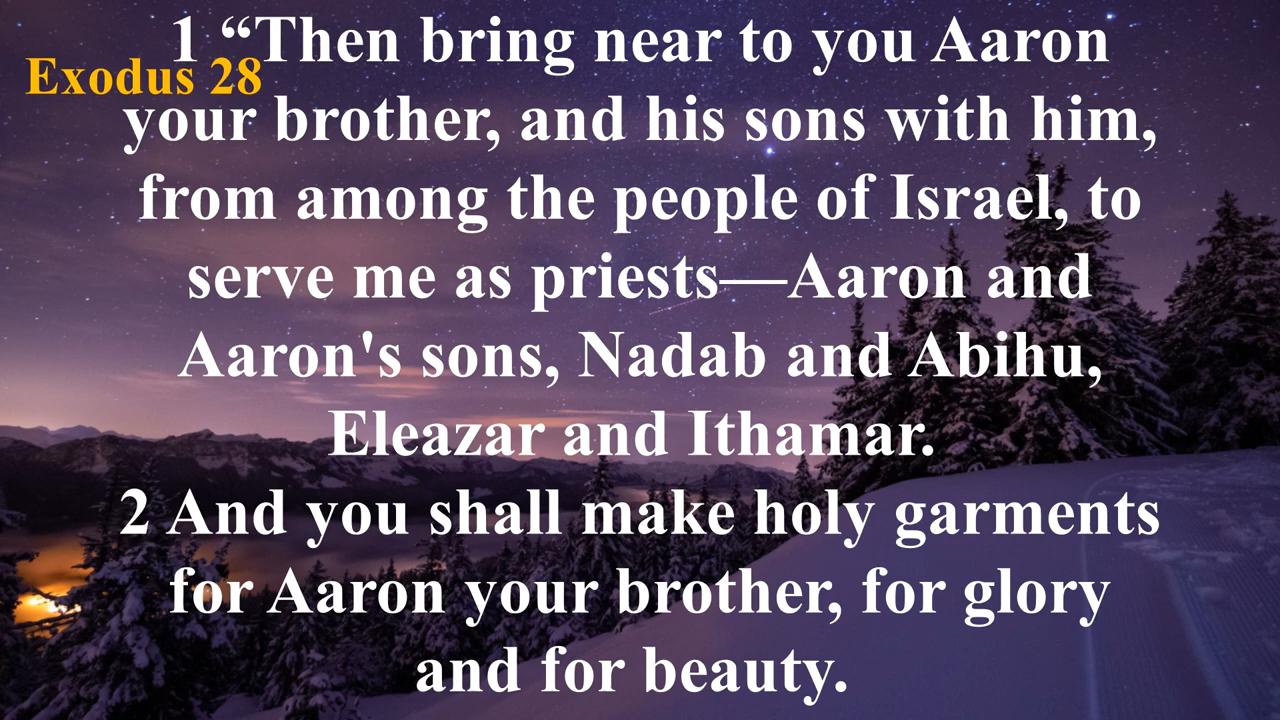 1 “Then bring near to you Aaron
Exodus 28
your brother, and his sons with him,
from among the people of Israel, to
serve me as priests—Aaron and
Aaron's sons, Nadab and Abihu,
Eleazar and Ithamar.
2 And you shall make holy garments
for Aaron your brother, for glory
and for beauty.